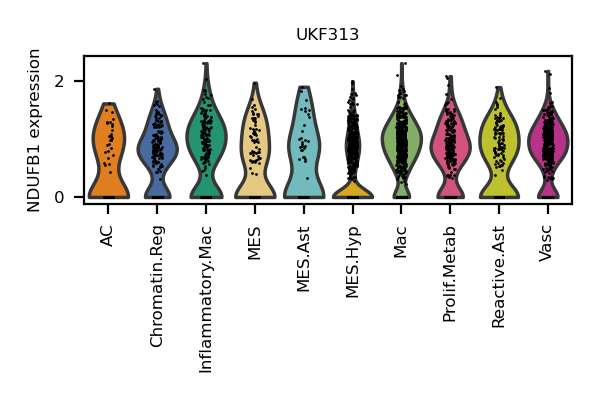 UKF313
NDUFB1 expression
2
0
AC
Chromatin.Reg
Inflammatory.Mac
MES
MES.Ast
MES.Hyp
Mac
Prolif.Metab
Reactive.Ast
Vasc